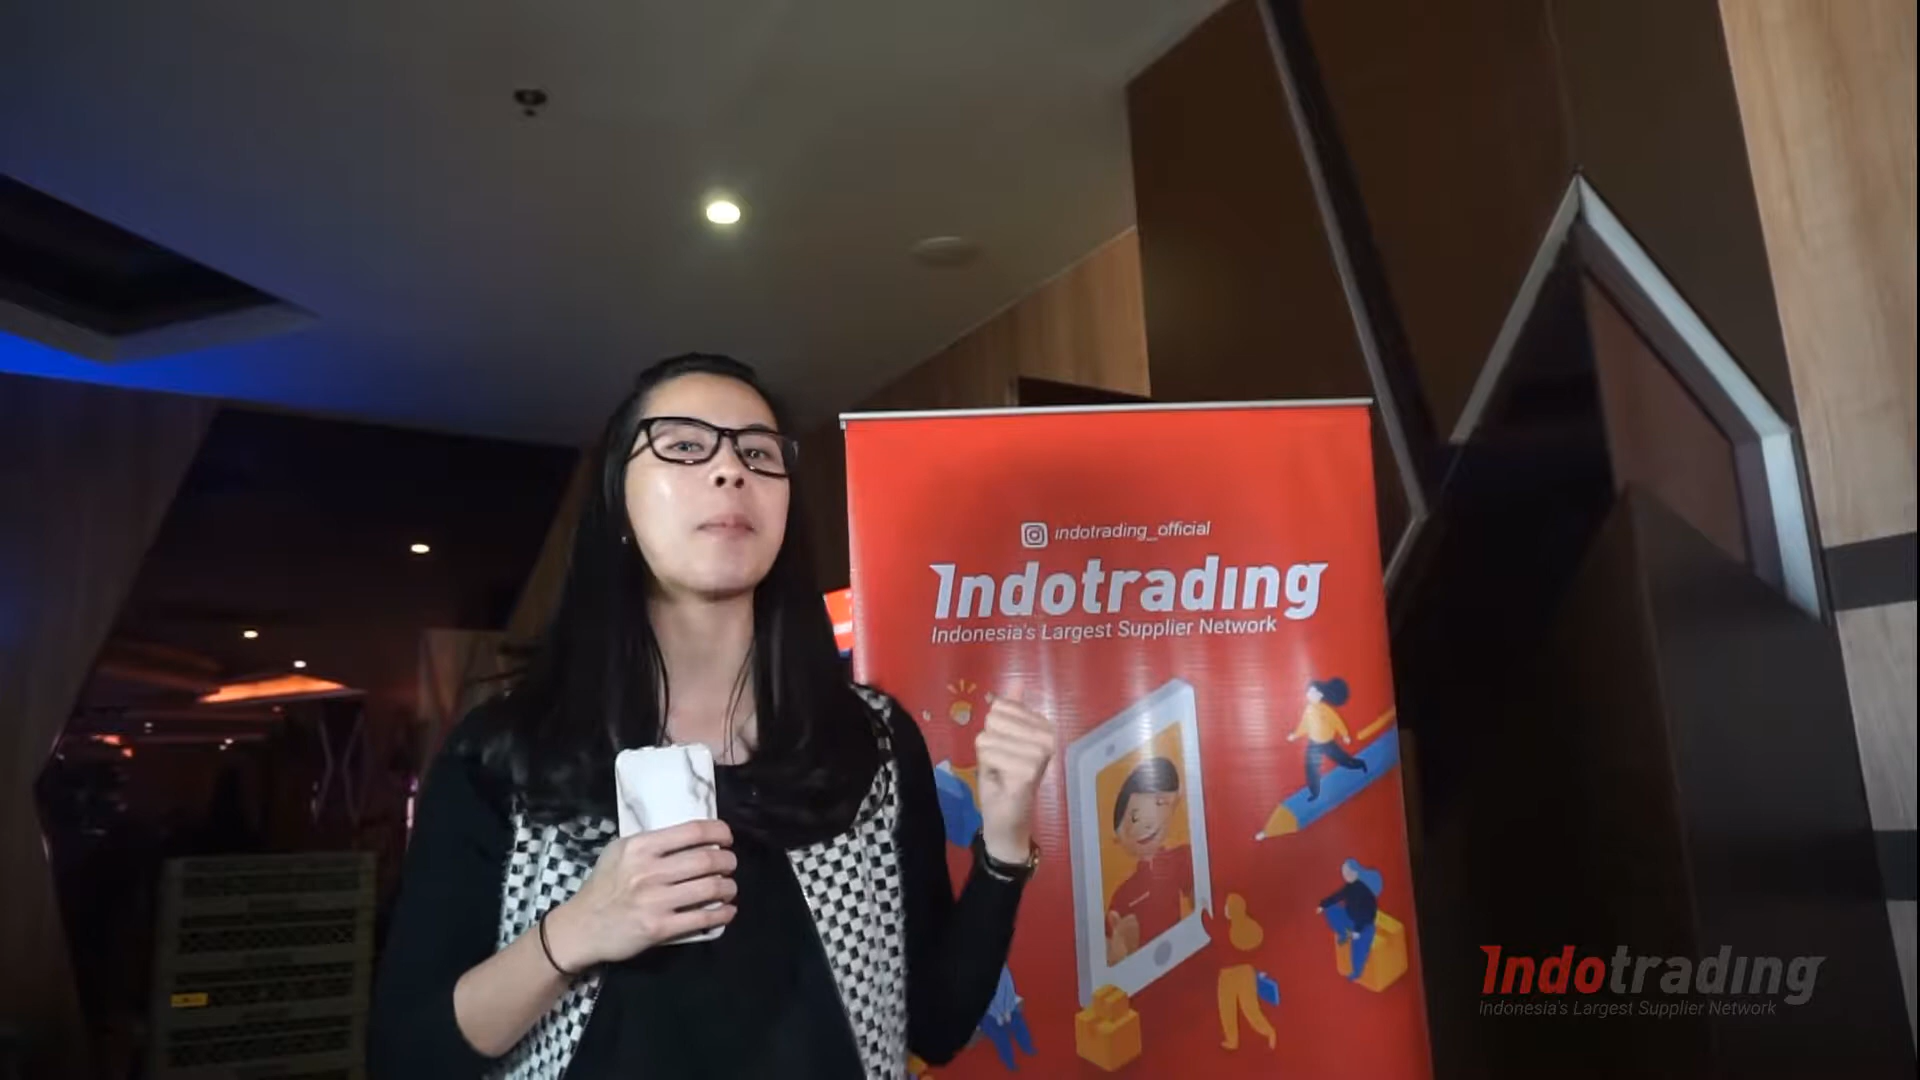 indotrading_official
Indotrading
Indonesia's Largest Supplier Network
Indotrading
Indonesia's Largest Supplier Network